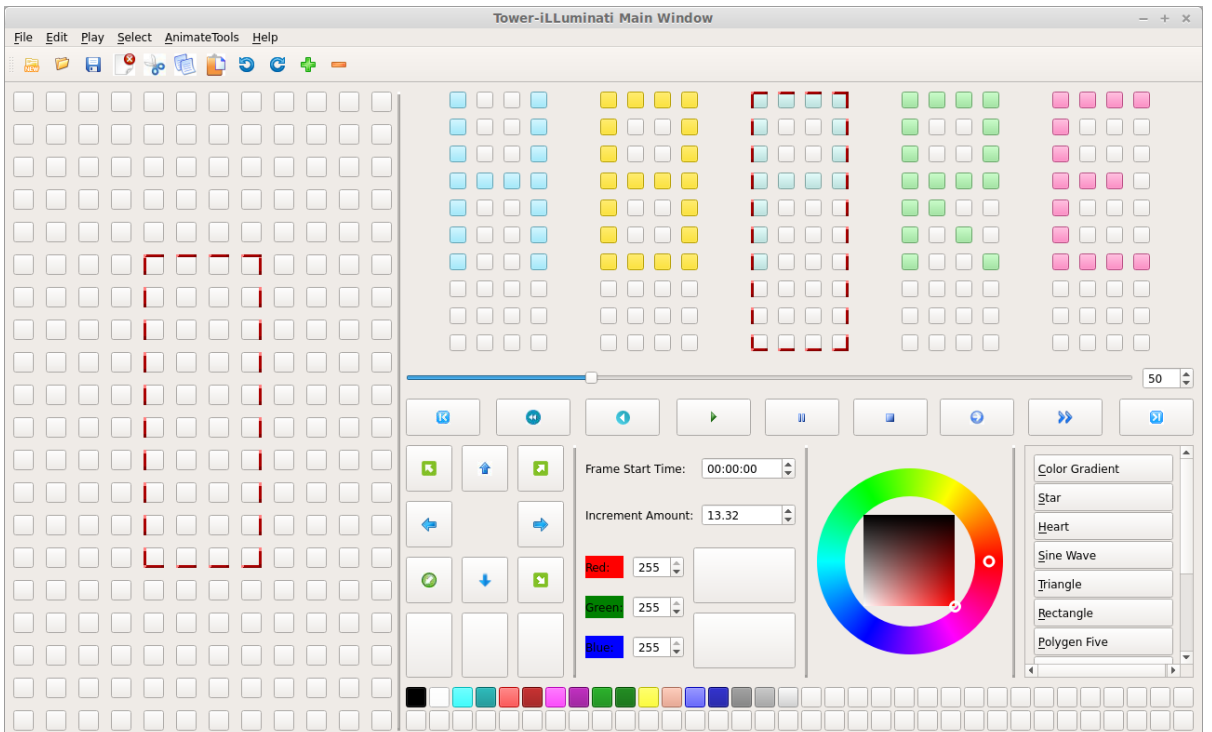 Tower-iLLuminati Main Window
File Edit Play Select AnimateTools Help
50
Frame Start Time: 00:00:00
Increment Amount: 13.32
Red: 255
Green: 255
Blue: 255
Color Gradient
Star
Heart
Sine Wave
Triangle
Rectangle
Polygen Five